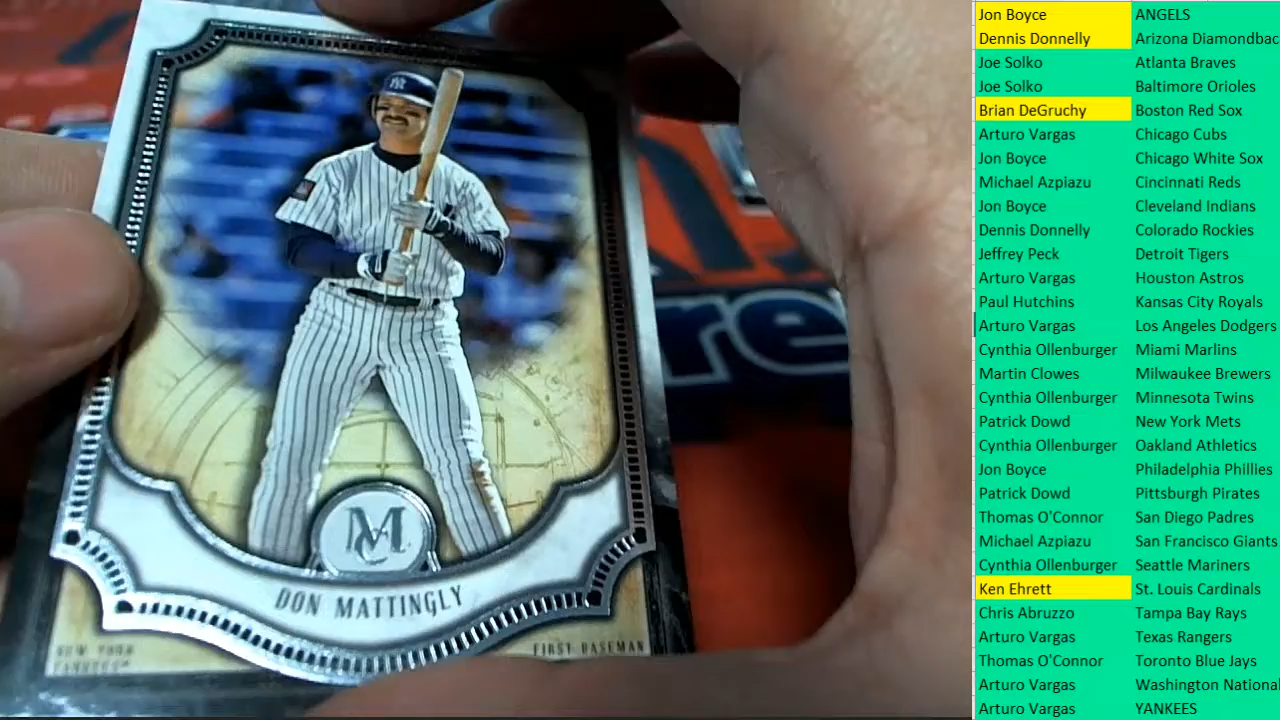 NY
MC
DON MATTINGLY
NEW YORK
YANKEES
FIRST BASEMAN
re
Jon Boyce ANGELS
Dennis Donnelly Arizona Diamondbac
Joe Solko Atlanta Braves
Joe Solko Baltimore Orioles
Brian DeGruchy Boston Red Sox
Arturo Vargas Chicago Cubs
Jon Boyce Chicago White Sox
Michael Azpiazu Cincinnati Reds
Jon Boyce Cleveland Indians
Dennis Donnelly Colorado Rockies
Jeffrey Peck Detroit Tigers
Arturo Vargas Houston Astros
Paul Hutchins Kansas City Royals
Arturo Vargas Los Angeles Dodgers
Cynthia Ollenburger Miami Marlins
Martin Clowes Milwaukee Brewers
Cynthia Ollenburger Minnesota Twins
Patrick Dowd New York Mets
Cynthia Ollenburger Oakland Athletics
Jon Boyce Philadelphia Phillies
Patrick Dowd Pittsburgh Pirates
Thomas O'Connor San Diego Padres
Michael Azpiazu San Francisco Giants
Cynthia Ollenburger Seattle Mariners
Ken Ehrett St. Louis Cardinals
Chris Abruzzo Tampa Bay Rays
Arturo Vargas Texas Rangers
Thomas O'Connor Toronto Blue Jays
Arturo Vargas Washington National
Arturo Vargas YANKEES